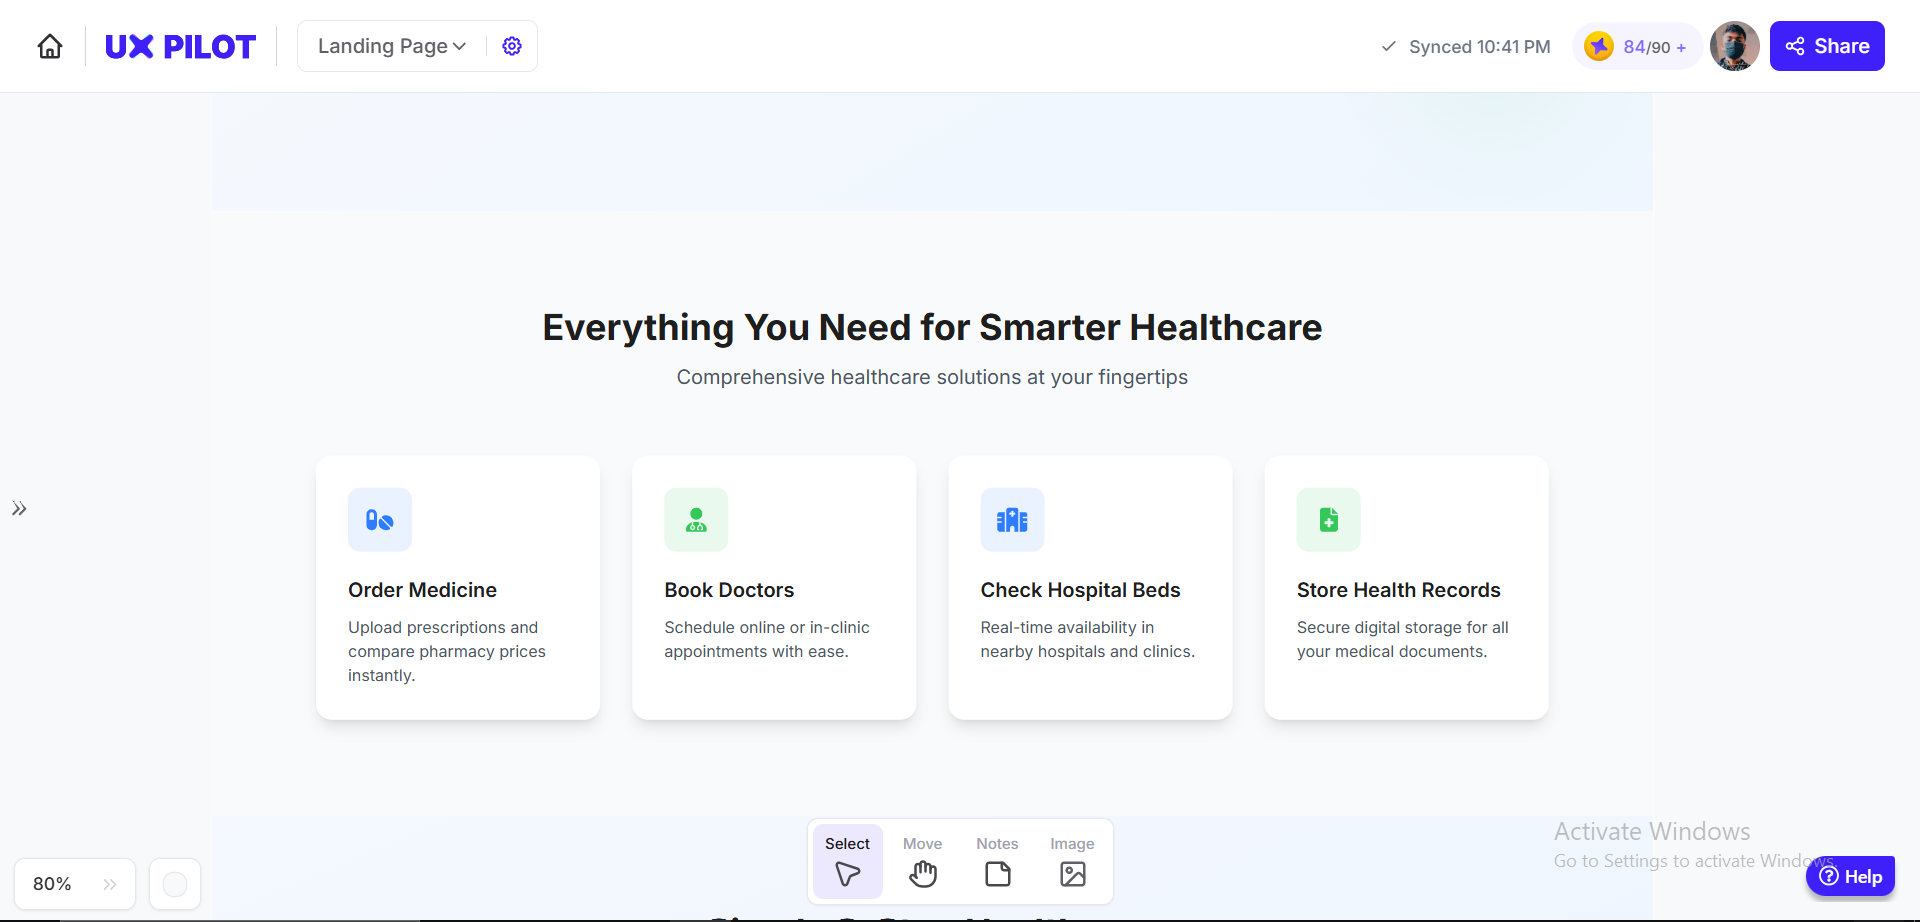 UX PILOT
Landing Page
Synced 10:41 PM
84/90 +
Share
Everything You Need for Smarter Healthcare
Comprehensive healthcare solutions at your fingertips
Order Medicine
Upload prescriptions and
compare pharmacy prices
instantly.
Book Doctors
Schedule online or in-clinic
appointments with ease.
Check Hospital Beds
Real-time availability in
nearby hospitals and clinics.
Store Health Records
Secure digital storage for all
your medical documents.
Select
Move
Notes
Image
Activate Windows
Go to Settings to activate Windows.
80%
Help